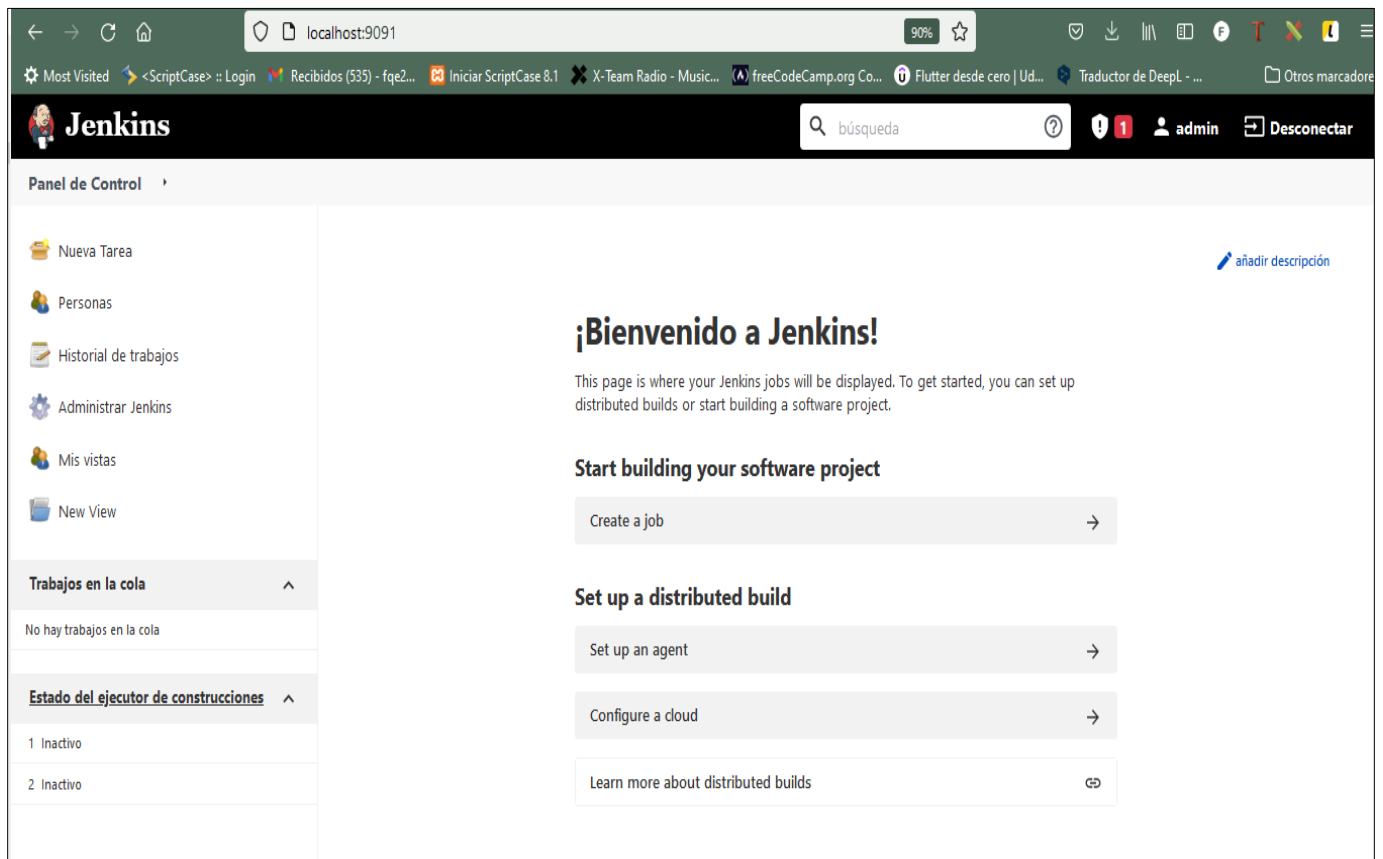 localhost:9091
90%
Most Visited <ScriptCase> :: Login Recibidos (535) - fqe2... Iniciar ScriptCase 8.1 X-Team Radio - Music... freeCodeCamp.org Co... Flutter desde cero | Ud... Traductor de DeepL - ... Otros marcadore
Jenkins
búsqueda
1
admin
Desconectar
Panel de Control
Nueva Tarea
Personas
Historial de trabajos
Administrar Jenkins
Mis vistas
New View
Trabajos en la cola
No hay trabajos en la cola
Estado del ejecutor de construcciones
1 Inactivo
2 Inactivo
añadir descripción
¡Bienvenido a Jenkins!
This page is where your Jenkins jobs will be displayed. To get started, you can set up
distributed builds or start building a software project.
Start building your software project
Create a job
Set up a distributed build
Set up an agent
Configure a cloud
Learn more about distributed builds